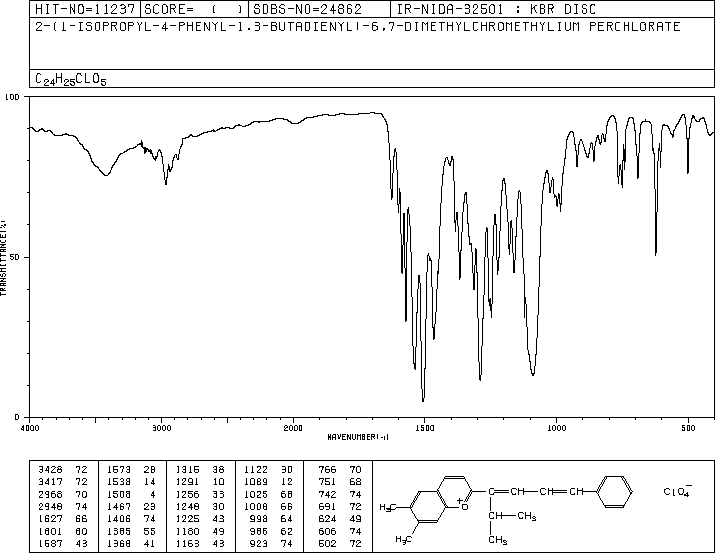 HIT-NO=11237 SCORE= ( ) SDBS-NO=24862 IR-NIDA-32501 : KBR DISC
2-(1-ISOPROPYL-4-PHENYL-1,3-BUTADIENYL)-6,7-DIMETHYLCHROMETHYLIUM PERCHLORATE
C24H25CLO5
100
50
0
TRANSMITTANCE(%)
4000 3000 2000 1500 1000 500
WAVENUMBER(-1)
3428 72 1573 28 1315 38 1122 30 766 70
3417 72 1538 14 1291 10 1089 12 751 68
2968 70 1508 4 1256 33 1025 68 742 74
2948 74 1467 23 1248 30 1008 66 691 72
1627 66 1406 74 1225 43 998 64 624 49
1601 60 1385 55 1180 49 986 62 606 74
1587 43 1368 41 1163 43 923 74 502 72
H3C H3C O + C CH CH CH CH CH3 CH3 ClO4-